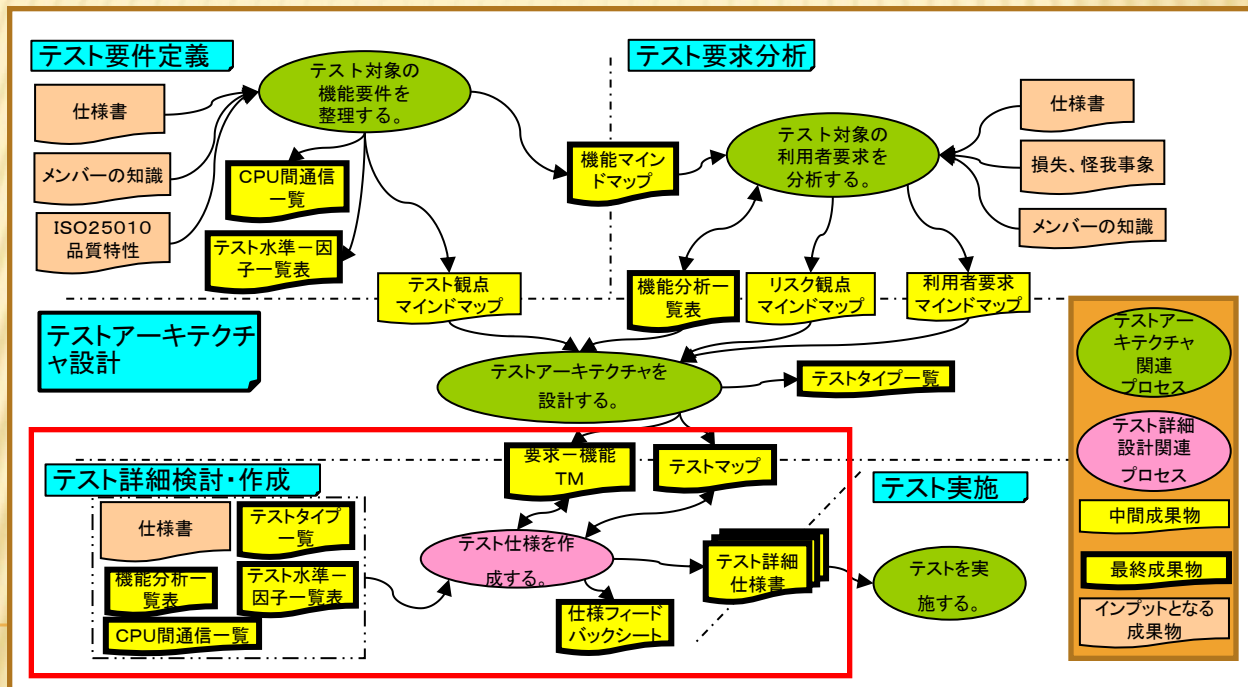 テスト要件定義
仕様書
メンバーの知識
ISO25010
品質特性
テスト対象の
機能要件を
整理する。
CPU間通信
一覧
テスト水準－因
子一覧表
テスト観点
マインドマップ
機能マイン
ドマップ
テスト要求分析
テスト対象の
利用者要求を
分析する。
仕様書
損失、怪我事象
メンバーの知識
機能分析一
覧表
リスク観点
マインドマップ
利用者要求
マインドマップ
テストアーキテクチ
ャ設計
テストアーキテクチャを
設計する。
テストタイプ一覧
要求－機能
TM
テストマップ
テスト詳細検討・作成
仕様書
テストタイプ
一覧
機能分析一
覧表
テスト水準－
因子一覧表
CPU間通信一覧
テスト仕様を作
成する。
テスト詳細
仕様書
仕様フィード
バックシート
テスト実施
テストを実
施する。
テストアー
キテクチャ
関連
プロセス
テスト詳細
設計関連
プロセス
中間成果物
最終成果物
インプットとなる
成果物